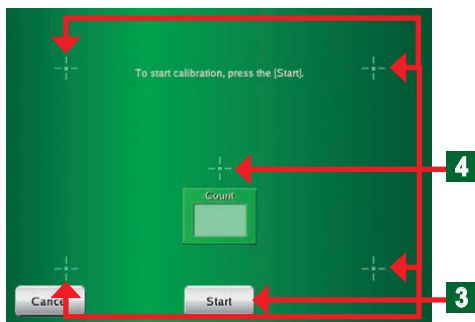 To start calibration, press the [Start].
4
Count
Cancel
Start
3